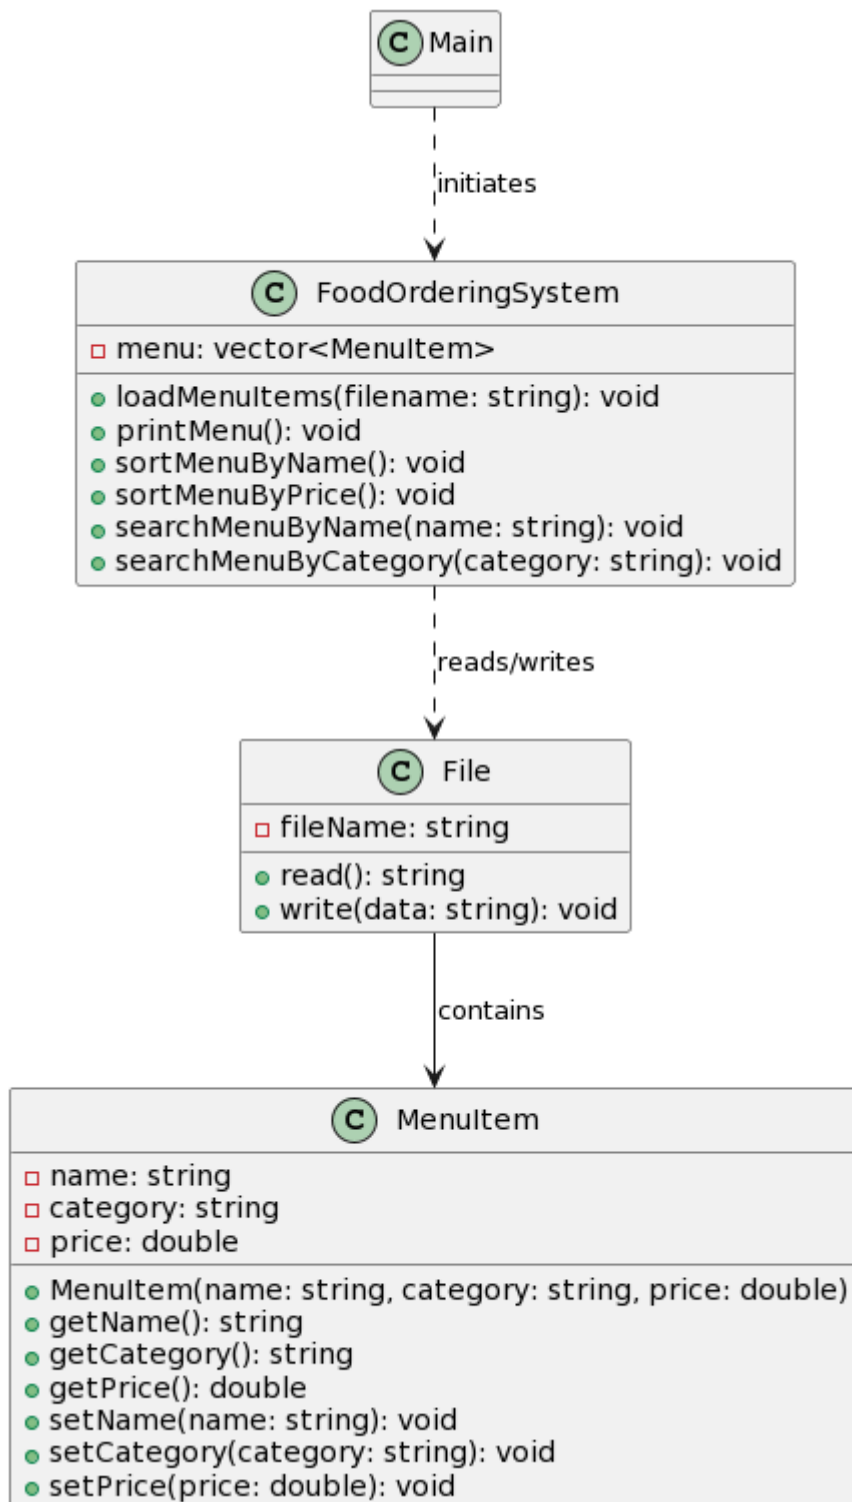 C Main
initiates
C FoodOrderingSystem
menu: vector<MenuItem>
loadMenuItems(filename: string): void
printMenu(): void
sortMenuByName(): void
sortMenuByPrice(): void
searchMenuByName(name: string): void
searchMenuByCategory(category: string): void
reads/writes
C File
fileName: string
read(): string
write(data: string): void
contains
C MenuItem
name: string
category: string
price: double
MenuItem(name: string, category: string, price: double)
getName(): string
getCategory(): string
getPrice(): double
setName(name: string): void
setCategory(category: string): void
setPrice(price: double): void